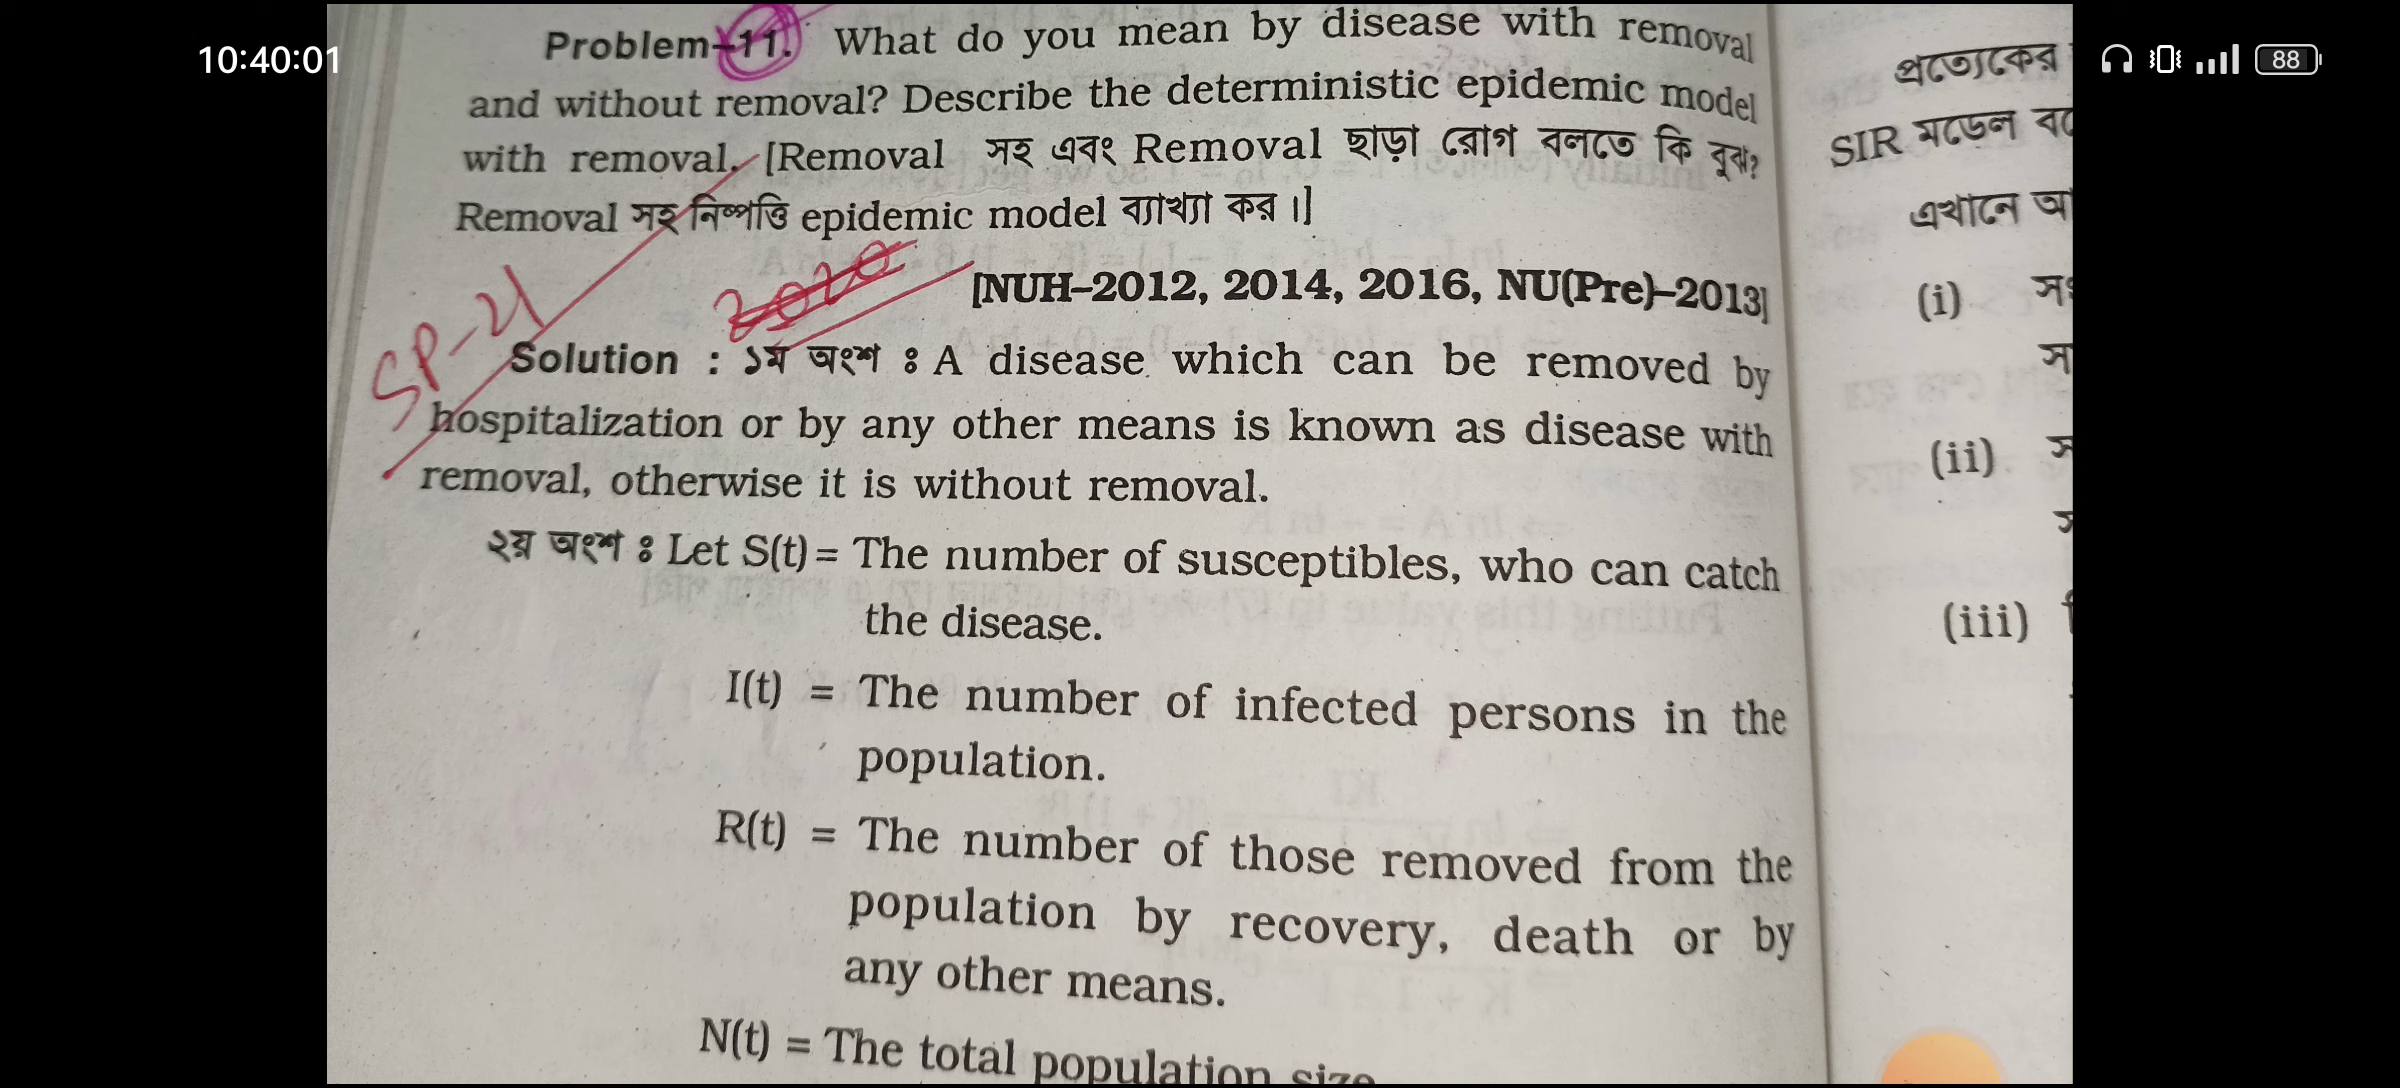 10:40:01
88
Problem-11. What do you mean by disease with removal
and without removal? Describe the deterministic epidemic model
with removal. [Removal সহ এবং Removal ছাড়া রোগ বলতে কি বুঝ?
Removal সহ নিষ্পত্তি epidemic model ব্যাখ্যা কর।]
2020
[NUH–2012, 2014, 2016, NU(Pre)–2013]
SP-21
Solution : ১ম অংশ ঃ A disease which can be removed by
hospitalization or by any other means is known as disease with
removal, otherwise it is without removal.
২য় অংশ ঃ Let S(t) = The number of susceptibles, who can catch
the disease.
I(t) = The number of infected persons in the
population.
R(t) = The number of those removed from the
population by recovery, death or by
any other means.
N(t) = The total population size
প্রত্যেকের
SIR মডেল
এখানে
(i)
(ii)
(iii)